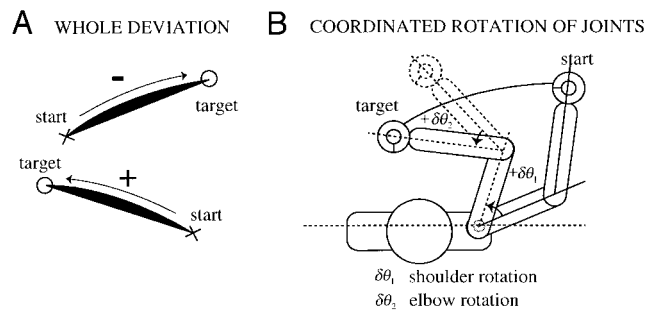 A WHOLE DEVIATION
-
start
target
target
+
start
B COORDINATED ROTATION OF JOINTS
start
target
+δθ₂
+δθ₁
δθ₁ shoulder rotation
δθ₂ elbow rotation